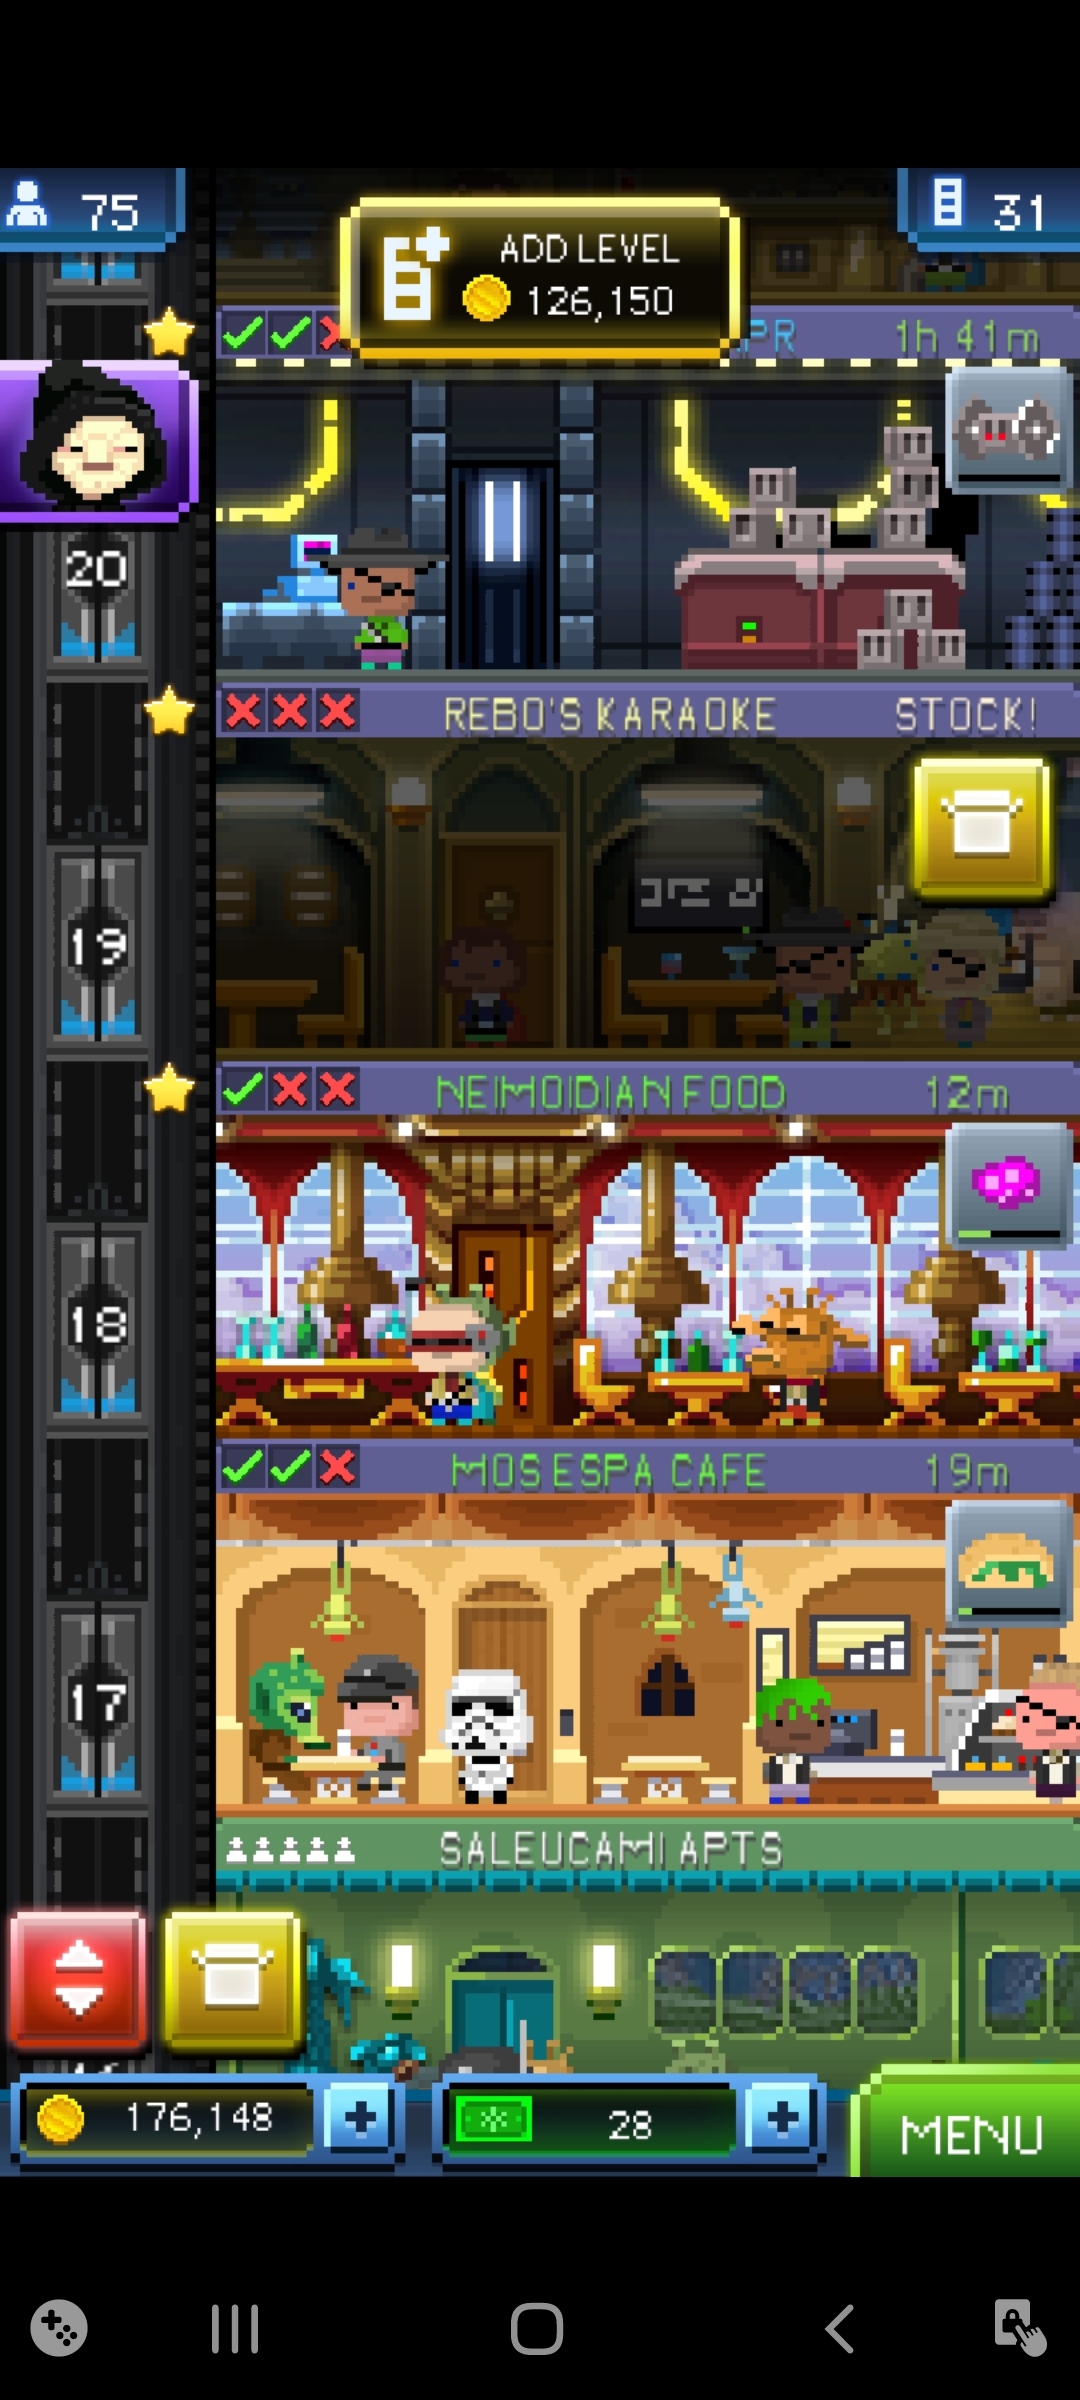 75
ADD LEVEL
126,150
31
PR 1h 41m
20
REBO'S KARAOKE STOCK!
19
NEIMOIDIAN FOOD 12m
18
MOS ESPA CAFE 19m
17
SALEUCAMI APTS
176,148
28
MENU